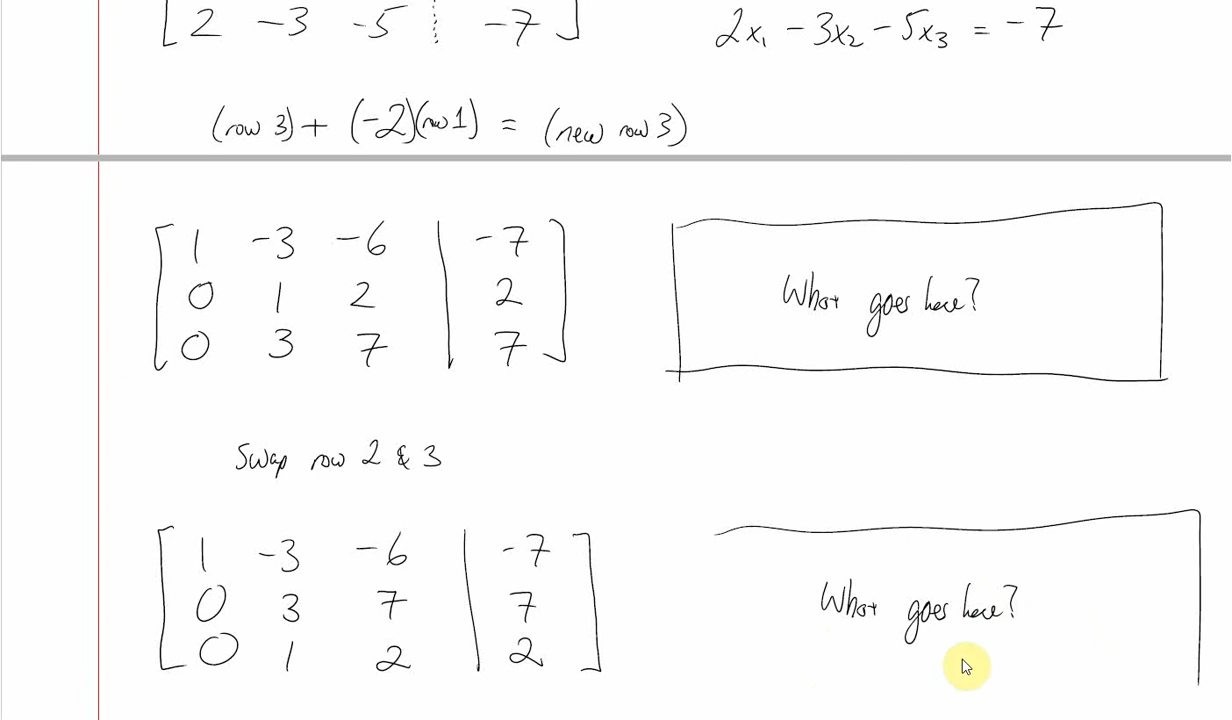 [ 2 -3 -5 ⋮ -7 ] 2x₁ - 3x₂ - 5x₃ = -7
(row 3) + (-2)(row 1) = (new row 3)
1 -3 -6 | -7
0 1 2 | 2
0 3 7 | 7
What goes here?
Swap row 2 & 3
1 -3 -6 | -7
0 3 7 | 7
0 1 2 | 2
What goes here?